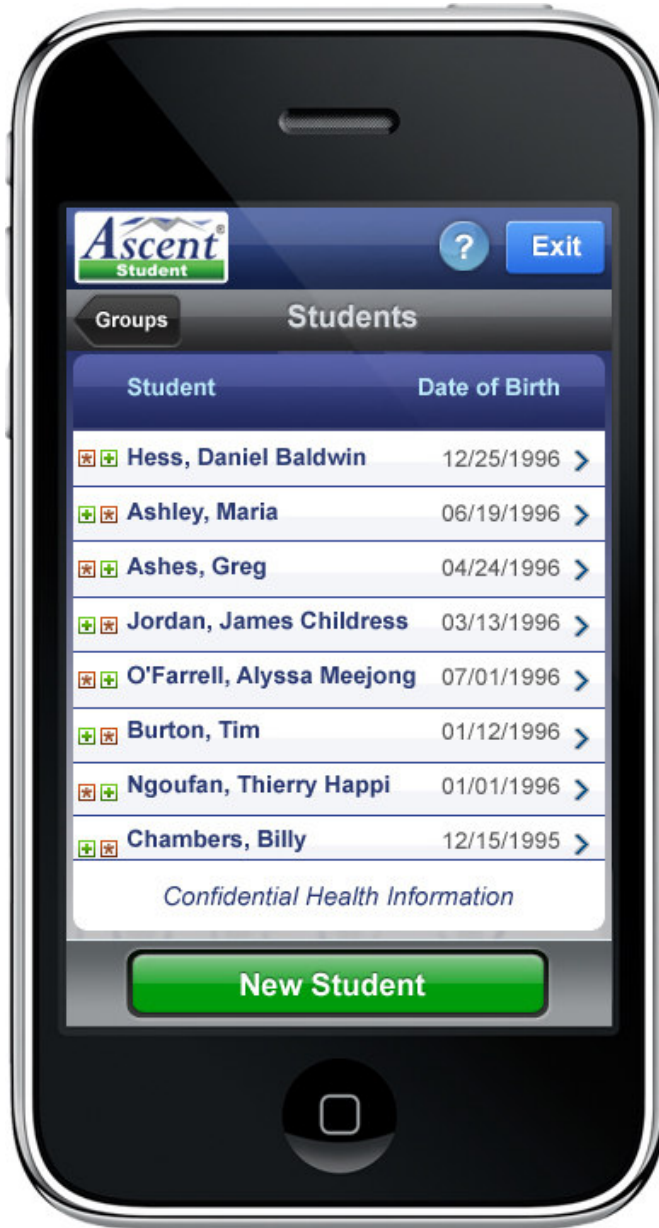 Ascent®
Student
?
Exit
Groups
Students
Student Date of Birth
Hess, Daniel Baldwin 12/25/1996
Ashley, Maria 06/19/1996
Ashes, Greg 04/24/1996
Jordan, James Childress 03/13/1996
O'Farrell, Alyssa Meejong 07/01/1996
Burton, Tim 01/12/1996
Ngoufan, Thierry Happi 01/01/1996
Chambers, Billy 12/15/1995
Confidential Health Information
New Student